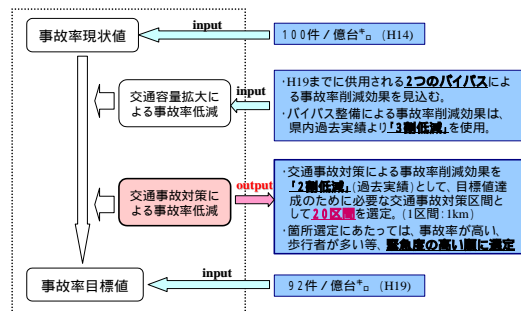 事故率現状値
input
100件/億台㌔ (H14)
交通容量拡大
による事故率低減
input
・H19までに供用される2つのバイパスによ
る事故率削減効果を見込む。
・バイパス整備による事故率削減効果は、
県内過去実績より「3割低減」を使用。
交通事故対策
による事故率低減
output
・交通事故対策による事故率削減効果を
「2割低減」(過去実績)として、目標値達
成のために必要な交通事故対策区間と
して20区間を選定。(1区間:1km)
・箇所選定にあたっては、事故率が高い、
歩行者が多い等、緊急度の高い順に選定
事故率目標値
input
92件/億台㌔ (H19)